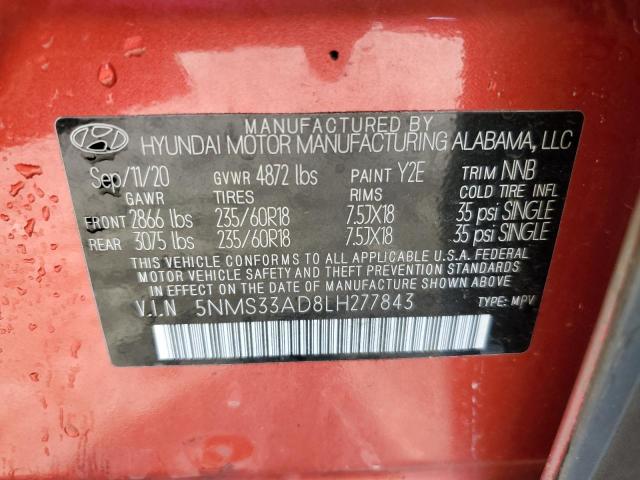 MANUFACTURED BY
HYUNDAI MOTOR MANUFACTURING ALABAMA, LLC
Sep/11/20 GVWR 4872 lbs PAINT Y2E TRIM NNB
GAWR TIRES RIMS COLD TIRE INFL
FRONT 2866 lbs 235/60R18 7.5JX18 35 psi SINGLE
REAR 3075 lbs 235/60R18 7.5JX18 35 psi SINGLE
THIS VEHICLE CONFORMS TO ALL APPLICABLE U.S.A. FEDERAL
MOTOR VEHICLE SAFETY AND THEFT PREVENTION STANDARDS
IN EFFECT ON THE DATE OF MANUFACTURE SHOWN ABOVE
V.I.N 5NMS33AD8LH277843 TYPE: MPV